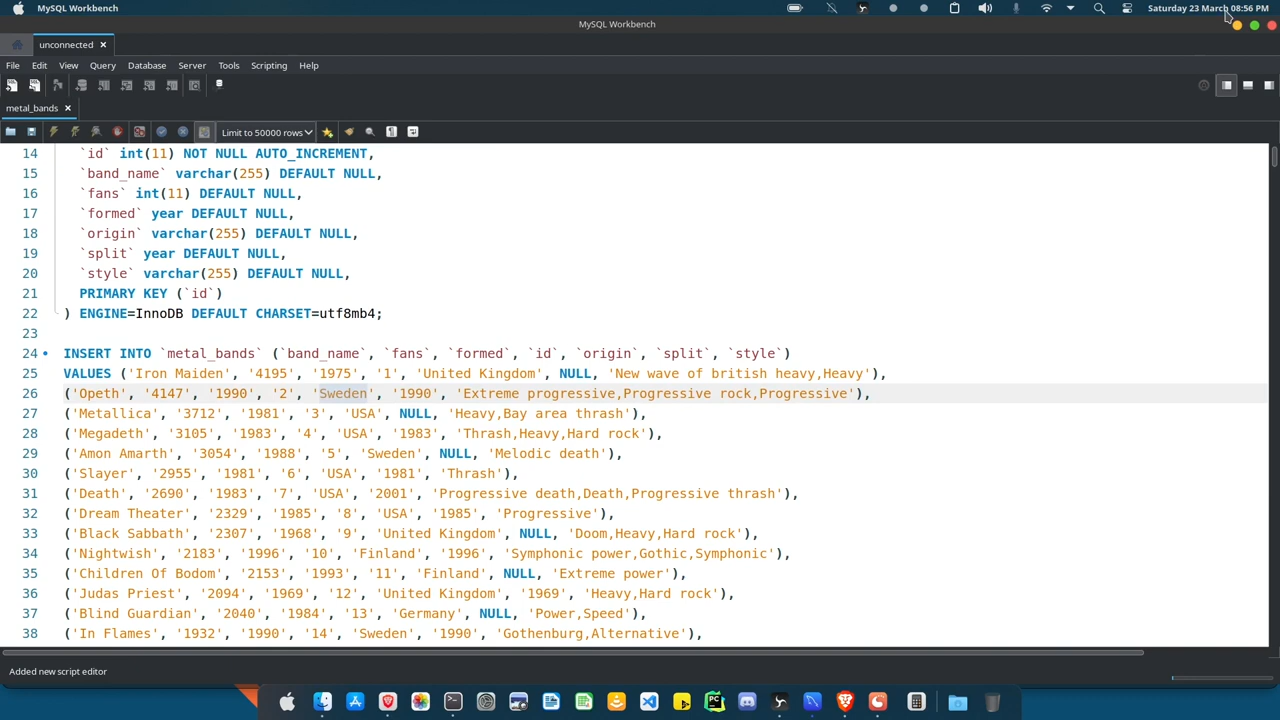 MySQL Workbench
Saturday 23 March 08:56 PM
MySQL Workbench
unconnected
File Edit View Query Database Server Tools Scripting Help
metal_bands
Limit to 50000 rows
14 `id` int(11) NOT NULL AUTO_INCREMENT,
15 `band_name` varchar(255) DEFAULT NULL,
16 `fans` int(11) DEFAULT NULL,
17 `formed` year DEFAULT NULL,
18 `origin` varchar(255) DEFAULT NULL,
19 `split` year DEFAULT NULL,
20 `style` varchar(255) DEFAULT NULL,
21 PRIMARY KEY (`id`)
22 ) ENGINE=InnoDB DEFAULT CHARSET=utf8mb4;
23
24 INSERT INTO `metal_bands` (`band_name`, `fans`, `formed`, `id`, `origin`, `split`, `style`)
25 VALUES ('Iron Maiden', '4195', '1975', '1', 'United Kingdom', NULL, 'New wave of british heavy,Heavy'),
26 ('Opeth', '4147', '1990', '2', 'Sweden', '1990', 'Extreme progressive,Progressive rock,Progressive'),
27 ('Metallica', '3712', '1981', '3', 'USA', NULL, 'Heavy,Bay area thrash'),
28 ('Megadeth', '3105', '1983', '4', 'USA', '1983', 'Thrash,Heavy,Hard rock'),
29 ('Amon Amarth', '3054', '1988', '5', 'Sweden', NULL, 'Melodic death'),
30 ('Slayer', '2955', '1981', '6', 'USA', '1981', 'Thrash'),
31 ('Death', '2690', '1983', '7', 'USA', '2001', 'Progressive death,Death,Progressive thrash'),
32 ('Dream Theater', '2329', '1985', '8', 'USA', '1985', 'Progressive'),
33 ('Black Sabbath', '2307', '1968', '9', 'United Kingdom', NULL, 'Doom,Heavy,Hard rock'),
34 ('Nightwish', '2183', '1996', '10', 'Finland', '1996', 'Symphonic power,Gothic,Symphonic'),
35 ('Children Of Bodom', '2153', '1993', '11', 'Finland', NULL, 'Extreme power'),
36 ('Judas Priest', '2094', '1969', '12', 'United Kingdom', '1969', 'Heavy,Hard rock'),
37 ('Blind Guardian', '2040', '1984', '13', 'Germany', NULL, 'Power,Speed'),
38 ('In Flames', '1932', '1990', '14', 'Sweden', '1990', 'Gothenburg,Alternative'),
Added new script editor
PC